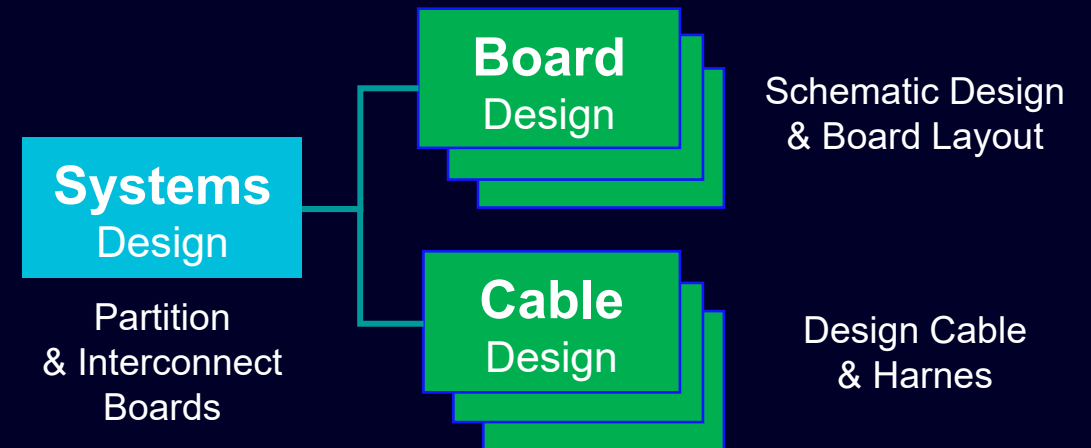 Board
Design
Schematic Design
& Board Layout
Systems
Design
Partition
& Interconnect
Boards
Cable
Design
Design Cable
& Harnes